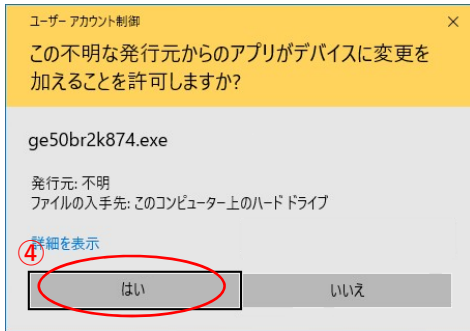 ユーザー アカウント制御
×
この不明な発行元からのアプリがデバイスに変更を
加えることを許可しますか?
ge50br2k874.exe
発行元: 不明
ファイルの入手先: このコンピューター上のハード ドライブ
詳細を表示
④
はい
いいえ